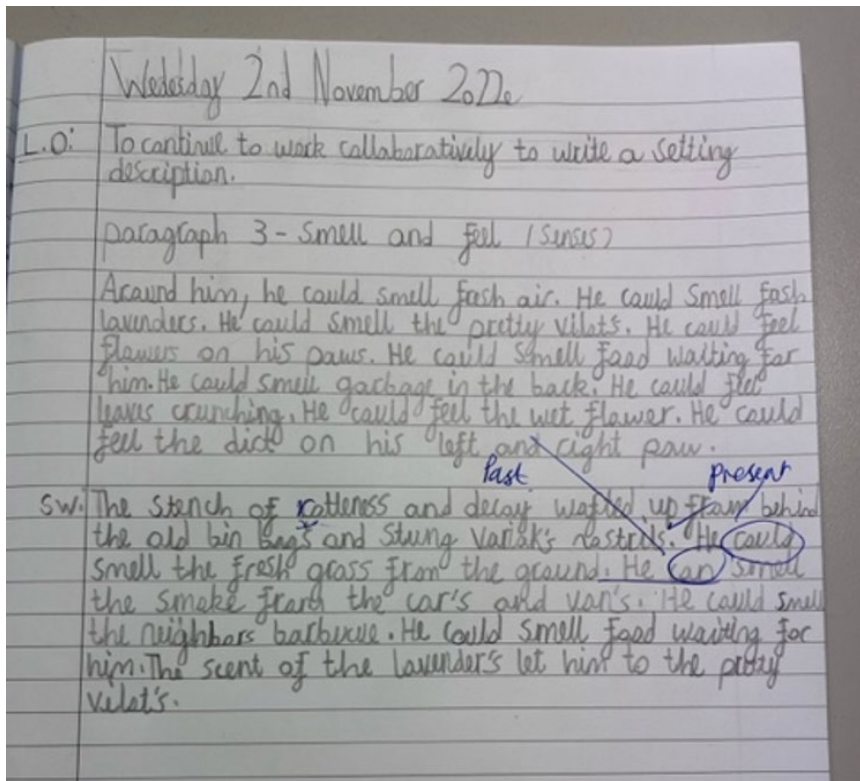 Wedesday 2nd November 2022
L.O: To continue to work collaboratively to write a setting
description.
paragraph 3 - Smell and feel (senses)
Around him, he could smell fresh air. He could smell fosh
lavenders. He could smell the pretty vilats. He could feel
flowers on his paws. He could smell food waiting for
him. He could smell garbage in the back. He could feel
leaves crunching. He could feel the wet flower. He could
feel the dirt on his left and right paw.
Past present
SW: The stench of rotteness and decay wafted up from behind
the old bin bags and stung Varjak's nostrils. He could
smell the fresh grass from the ground. He can smell
the smoke from the car's and van's. He could smell
the neighbars barbecue. He could smell food waiting for
him. The scent of the lavender's let him to the pretty
vilat's.